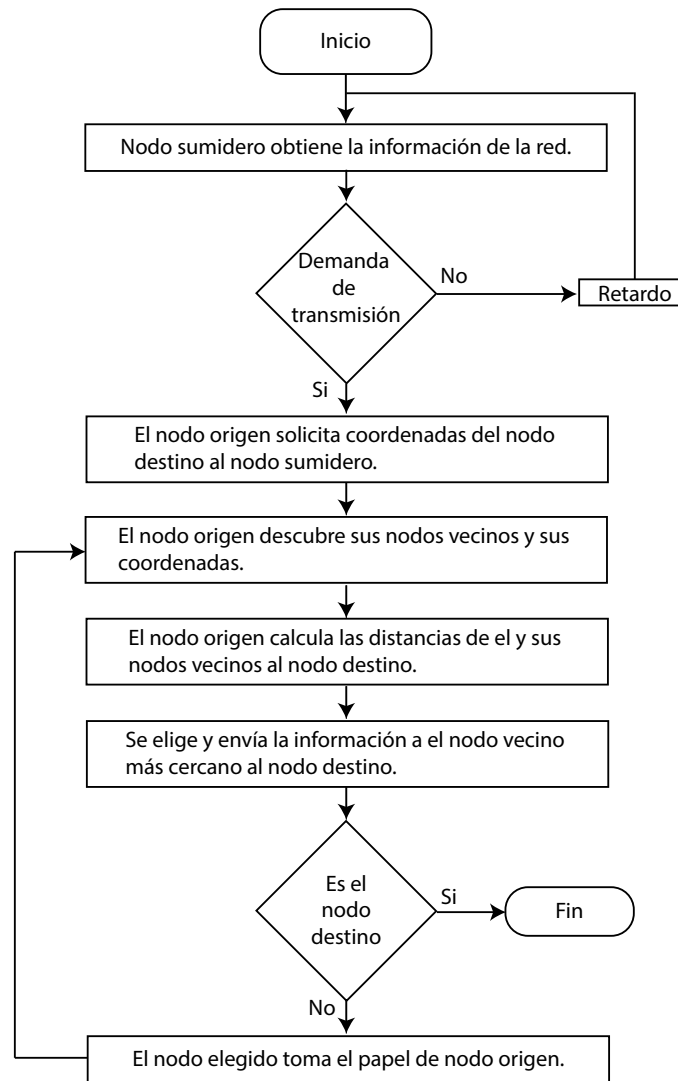 Inicio
Nodo sumidero obtiene la información de la red.
Demanda
de
transmisión
No
Retardo
Si
El nodo origen solicita coordenadas del nodo
destino al nodo sumidero.
El nodo origen descubre sus nodos vecinos y sus
coordenadas.
El nodo origen calcula las distancias de el y sus
nodos vecinos al nodo destino.
Se elige y envía la información a el nodo vecino
más cercano al nodo destino.
Es el
nodo
destino
Si
Fin
No
El nodo elegido toma el papel de nodo origen.